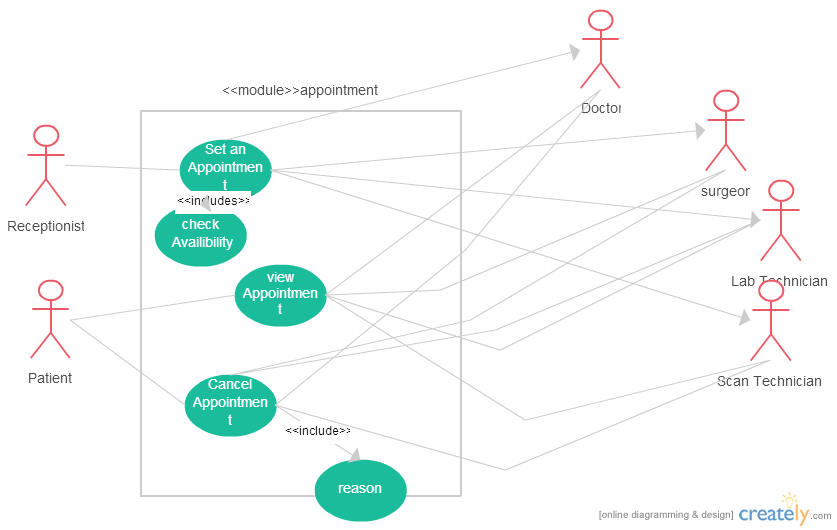 <<module>>appointment
Doctor
Set an
Appointmen
t
<<includes>>
check
Availibility
Receptionist
surgeor
Lab Technician
view
Appointmen
t
Patient
Cancel
Appointmen
t
Scan Technician
<<include>>
reason
[online diagramming & design] creately.com